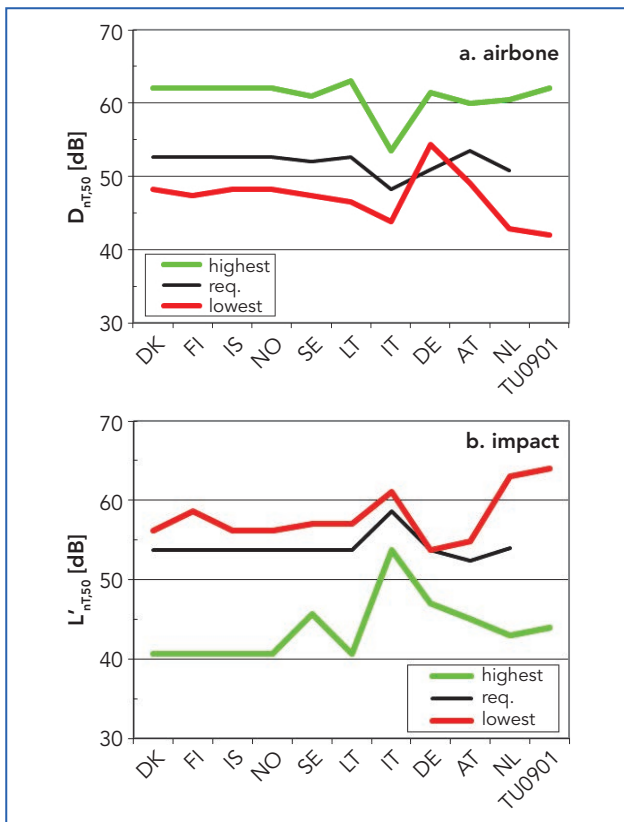 a. airbone
D_nT,50 [dB]
70
60
50
40
30
highest
req.
lowest
DK FI IS NO SE LT IT DE AT NL TU0901
b. impact
L'_nT,50 [dB]
70
60
50
40
30
highest
req.
lowest
DK FI IS NO SE LT IT DE AT NL TU0901